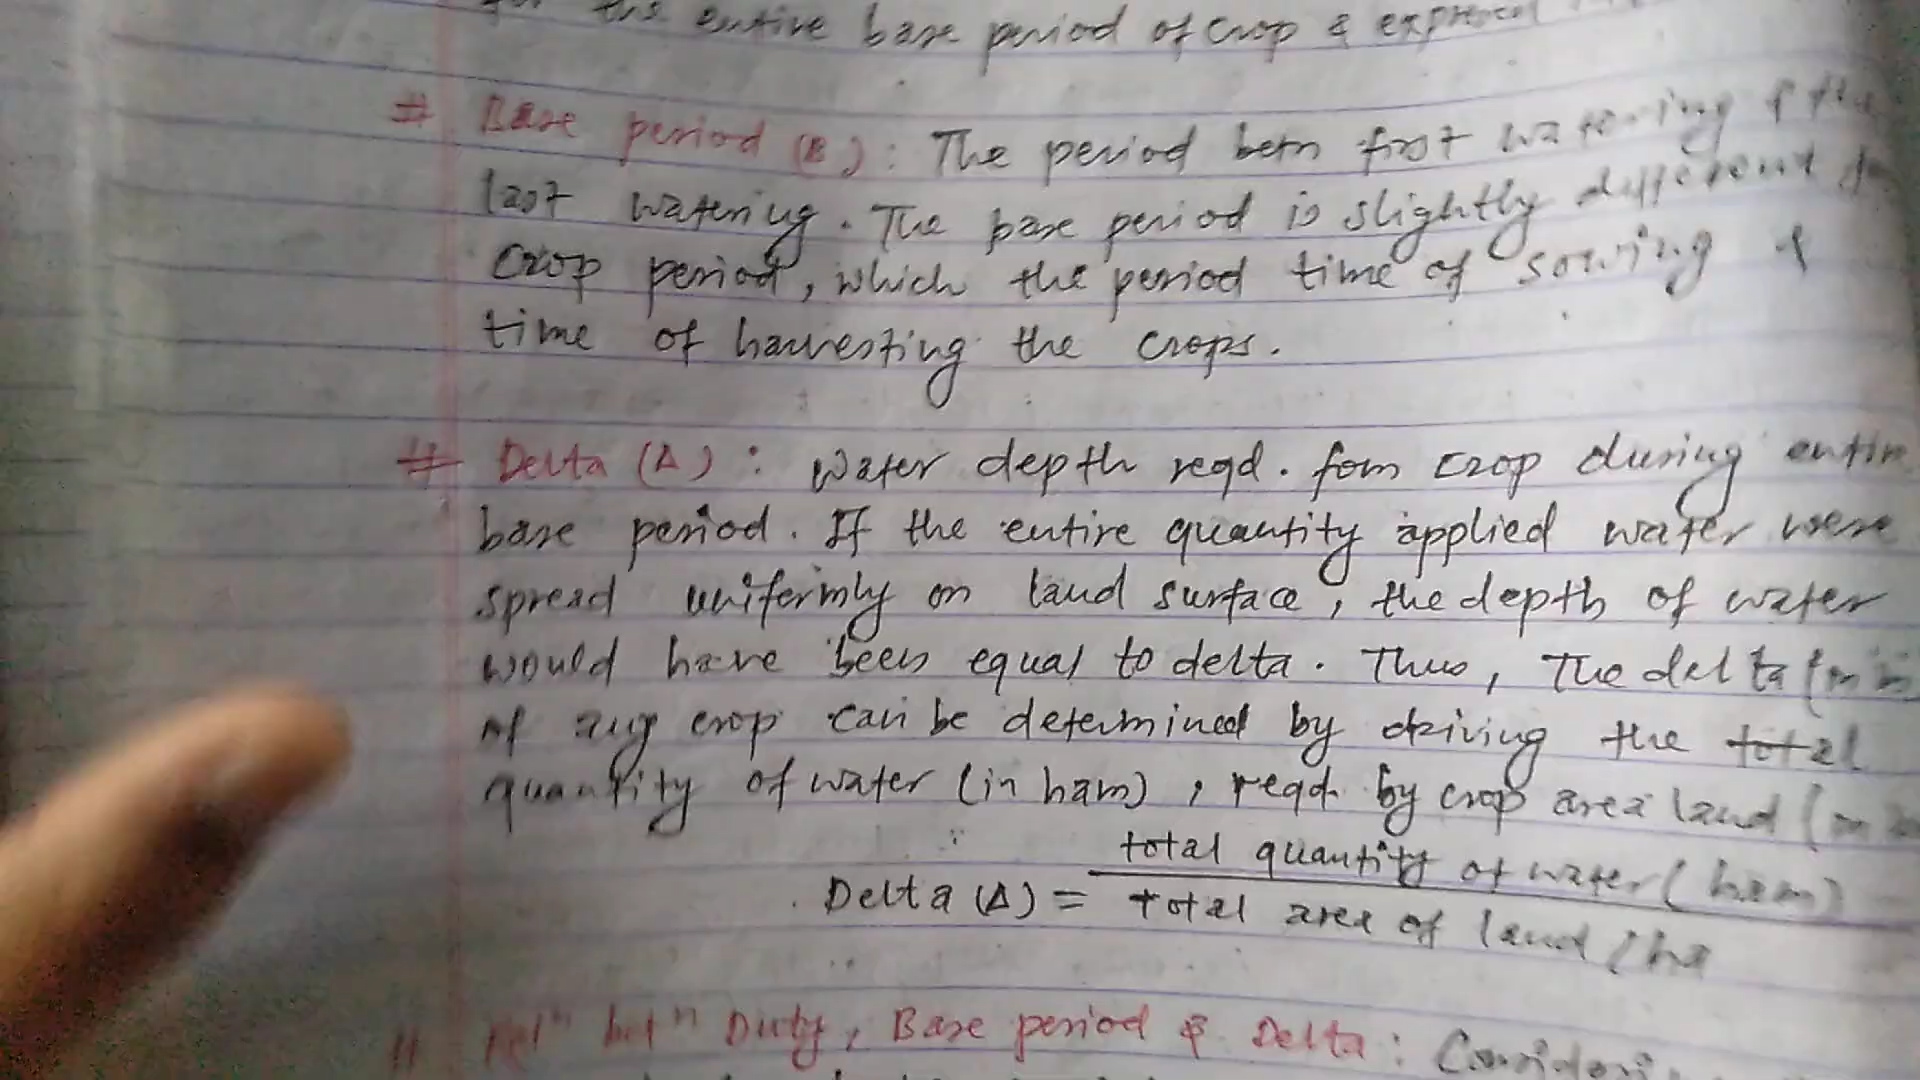 the entire base period of crop & expressed
# Base period (B) : The period betn first watering & the
last watering. The base period is slightly different
crop period, which the period time of sowing &
time of harvesting the crops.
# Delta (Δ) : Water depth reqd. fom crop during entire
base period. If the entire quantity applied water were
spread uniformly on land surface, the depth of water
would have been equal to delta. Thus, The delta (in
of any crop can be determined by driving the total
quantity of water (in ham), reqd. by crop area land (in
Delta (Δ) = total quantity of water (ham)
total area of land (ha
# Relⁿ betⁿ Duty, Base period & Delta :